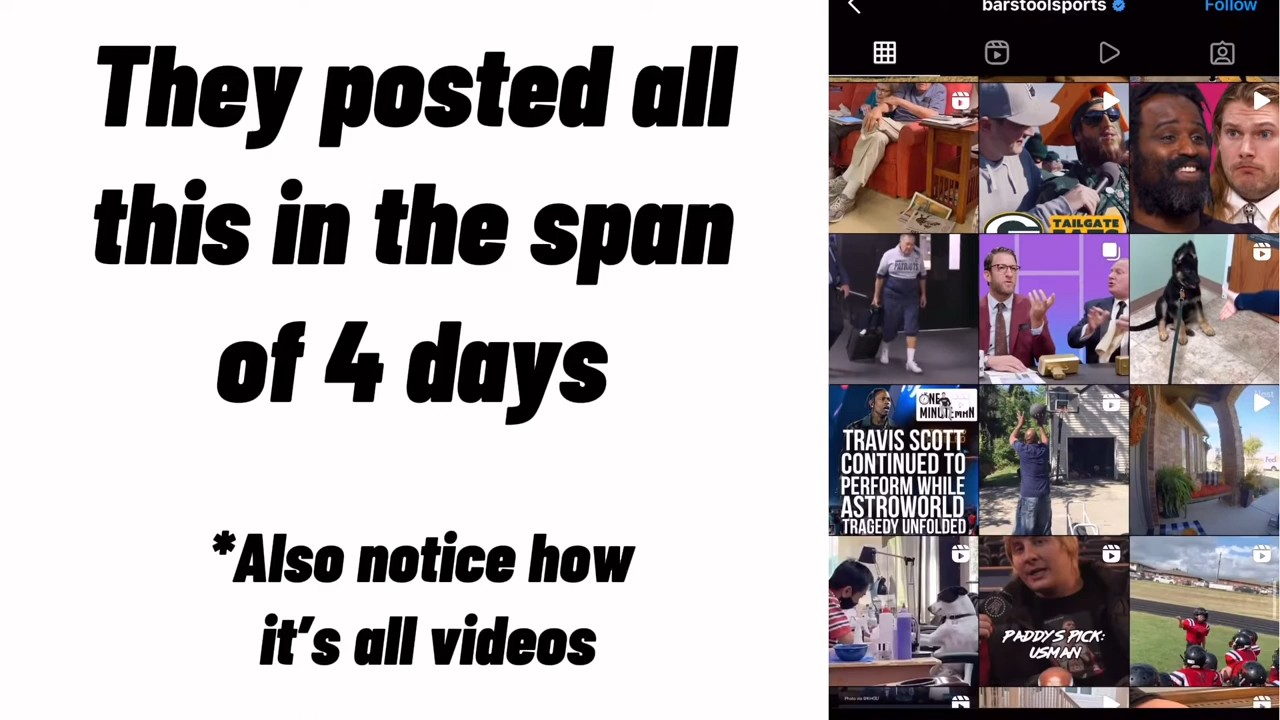 They posted all
this in the span
of 4 days
*Also notice how
it's all videos
barstoolsports
Follow
TAILGATE
PATRIOTS
ONE
MINUTEMAN
TRAVIS SCOTT
CONTINUED TO
PERFORM WHILE
ASTROWORLD
TRAGEDY UNFOLDED
PADDY'S PICK:
USMAN